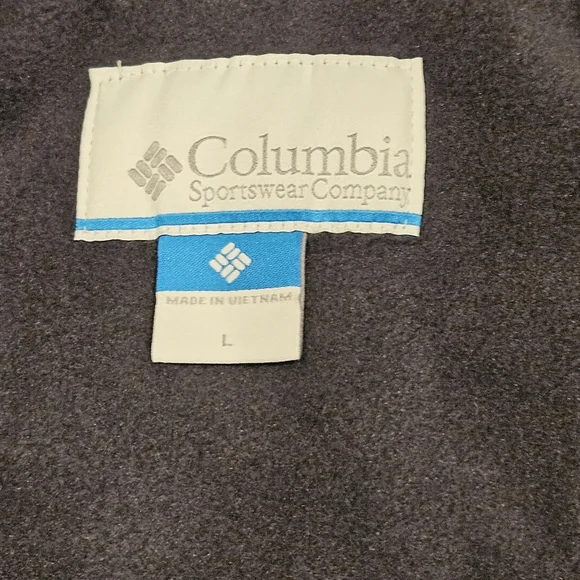 Columbia
Sportswear Company
MADE IN VIETNAM
L